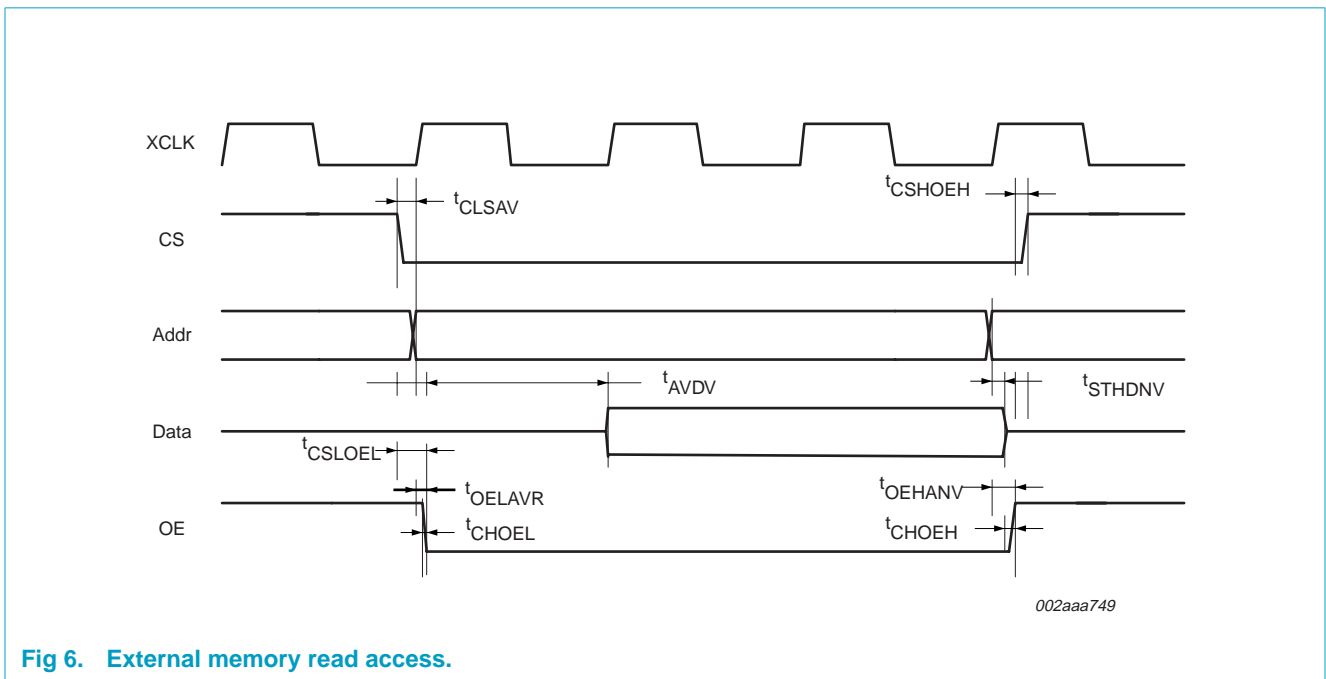 XCLK
tCSHOEH
tCLSAV
CS
Addr
tAVDV
tSTHDNV
Data
tCSLOEL
tOELAVR
tOEHANV
OE
tCHOEL
tCHOEH
002aaa749
Fig 6. External memory read access.